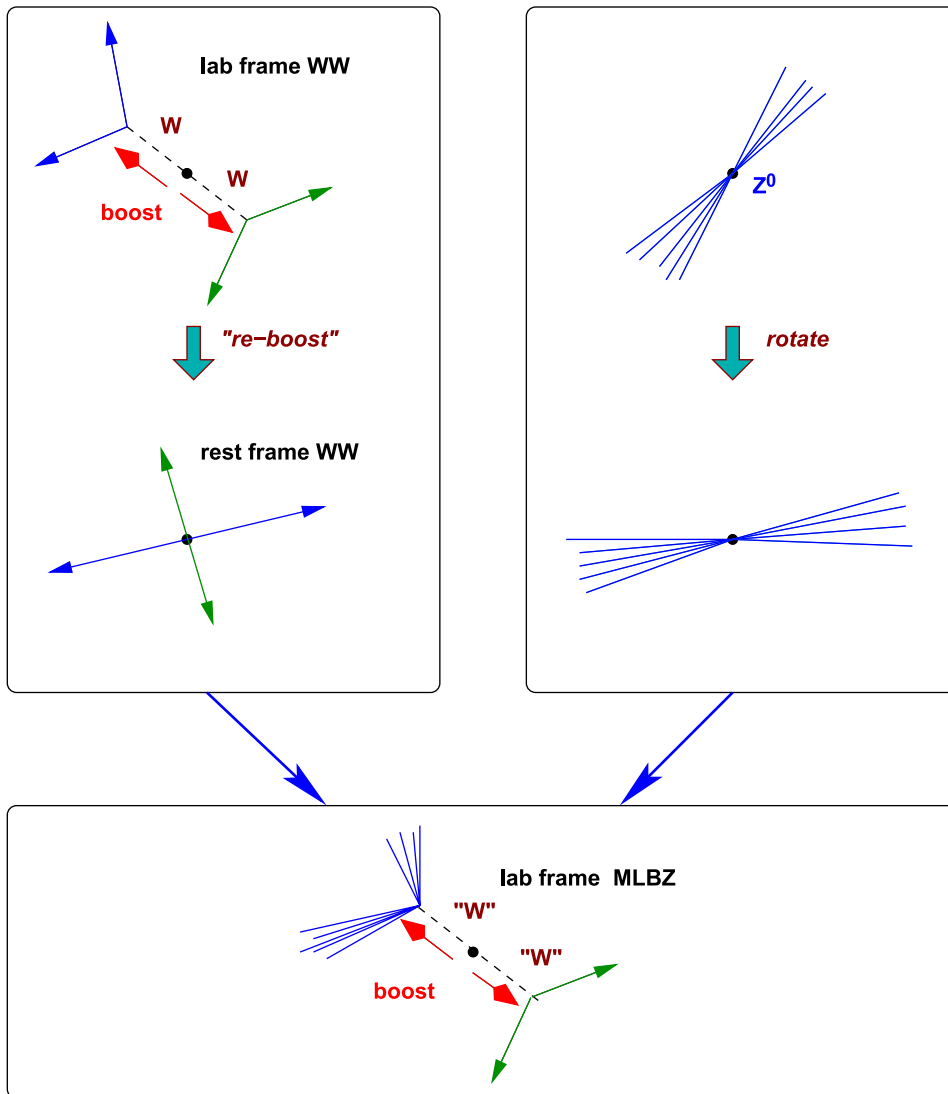 lab frame WW
W
W
boost
"re−boost"
rest frame WW
Z⁰
rotate
lab frame MLBZ
"W"
"W"
boost